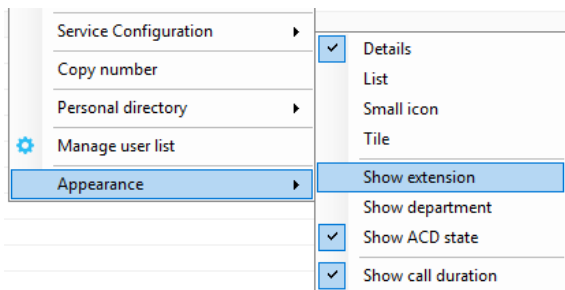 Service Configuration
Copy number
Personal directory
Manage user list
Appearance
Details
List
Small icon
Tile
Show extension
Show department
Show ACD state
Show call duration